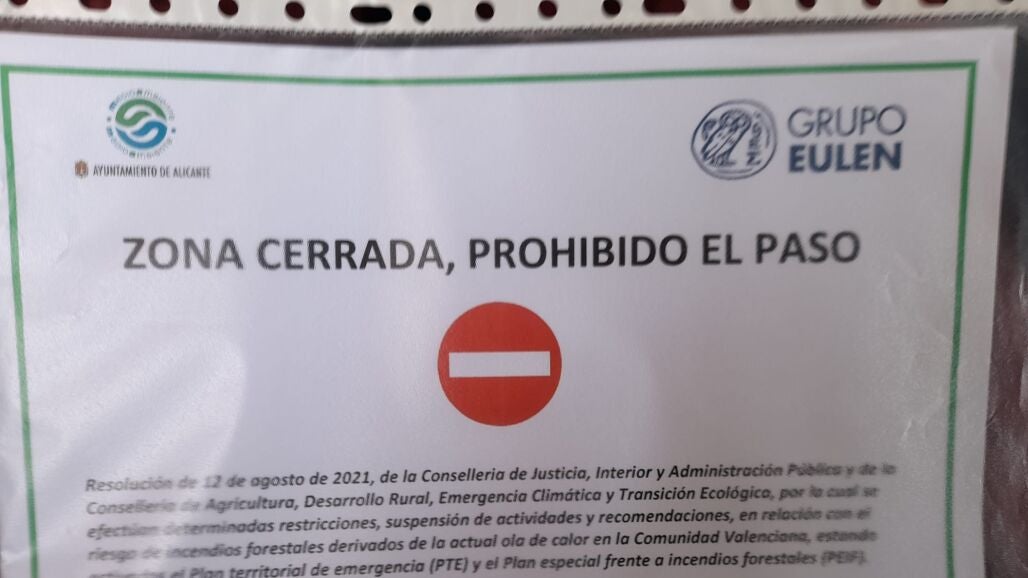 AYUNTAMIENTO DE ALICANTE
GRUPO
EULEN
ZONA CERRADA, PROHIBIDO EL PASO
Resolución de 12 de agosto de 2021, de la Conselleria de Justicia, Interior y Administración Pública y de la
Conselleria de Agricultura, Desarrollo Rural, Emergencia Climática y Transición Ecológica, por la cual se
efectúan determinadas restricciones, suspensión de actividades y recomendaciones, en relación con el
riesgo de incendios forestales derivados de la actual ola de calor en la Comunidad Valenciana, estando
el Plan territorial de emergencia (PTE) y el Plan especial frente a incendios forestales (PEIF).